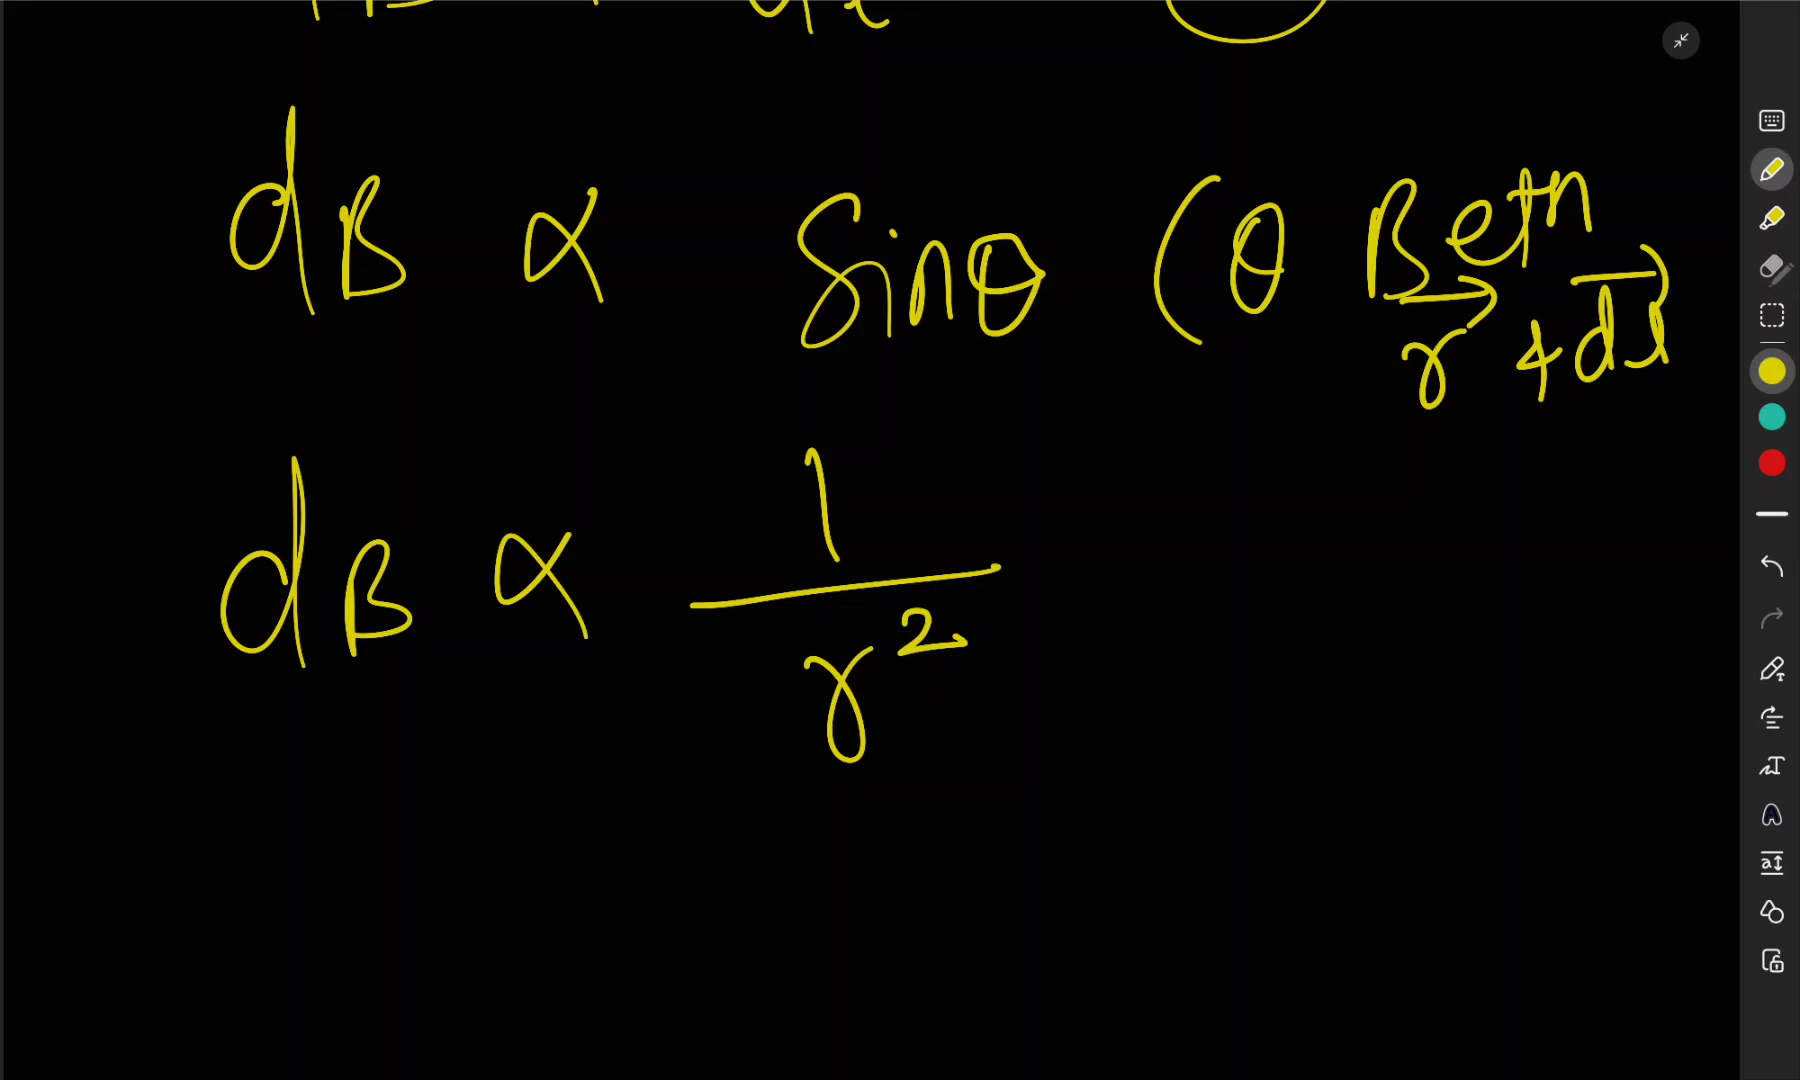 dB ∝ Sinθ (θ Betn r⃗ & dl)
dB ∝ 1/r²